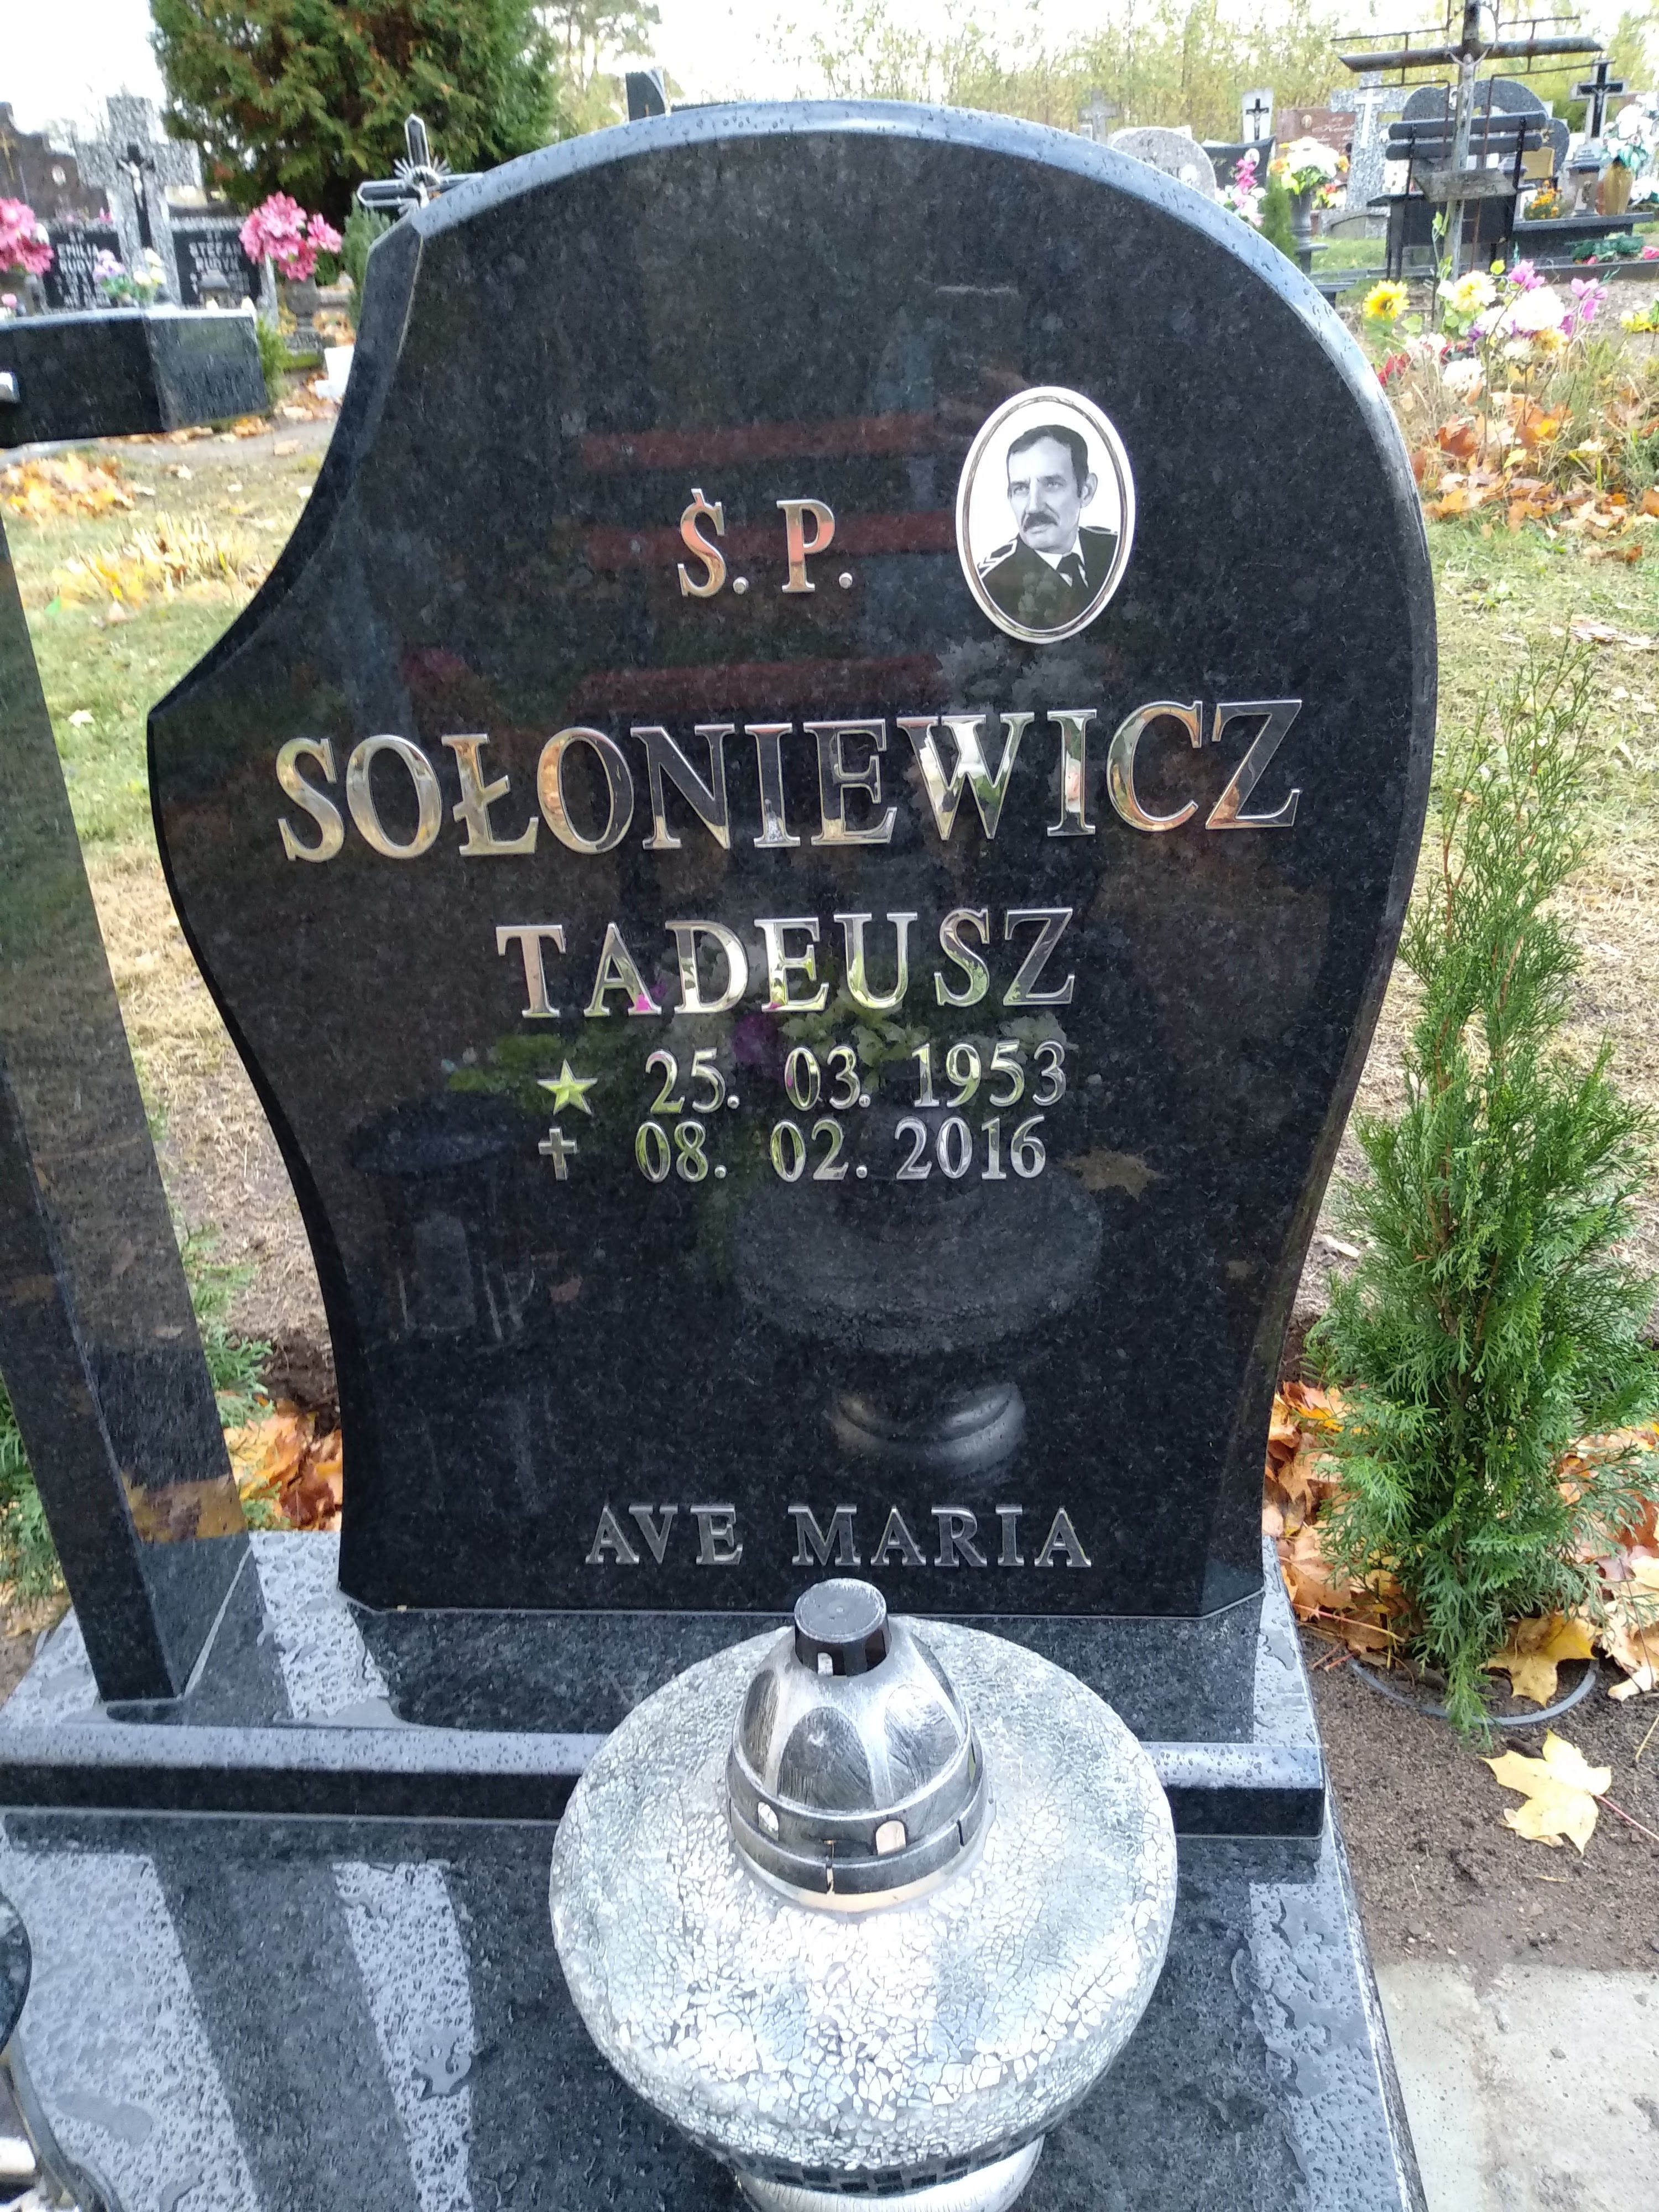 Ś. P.
SOŁONIEWICZ
TADEUSZ
25. 03. 1953
08. 02. 2016
AVE MARIA